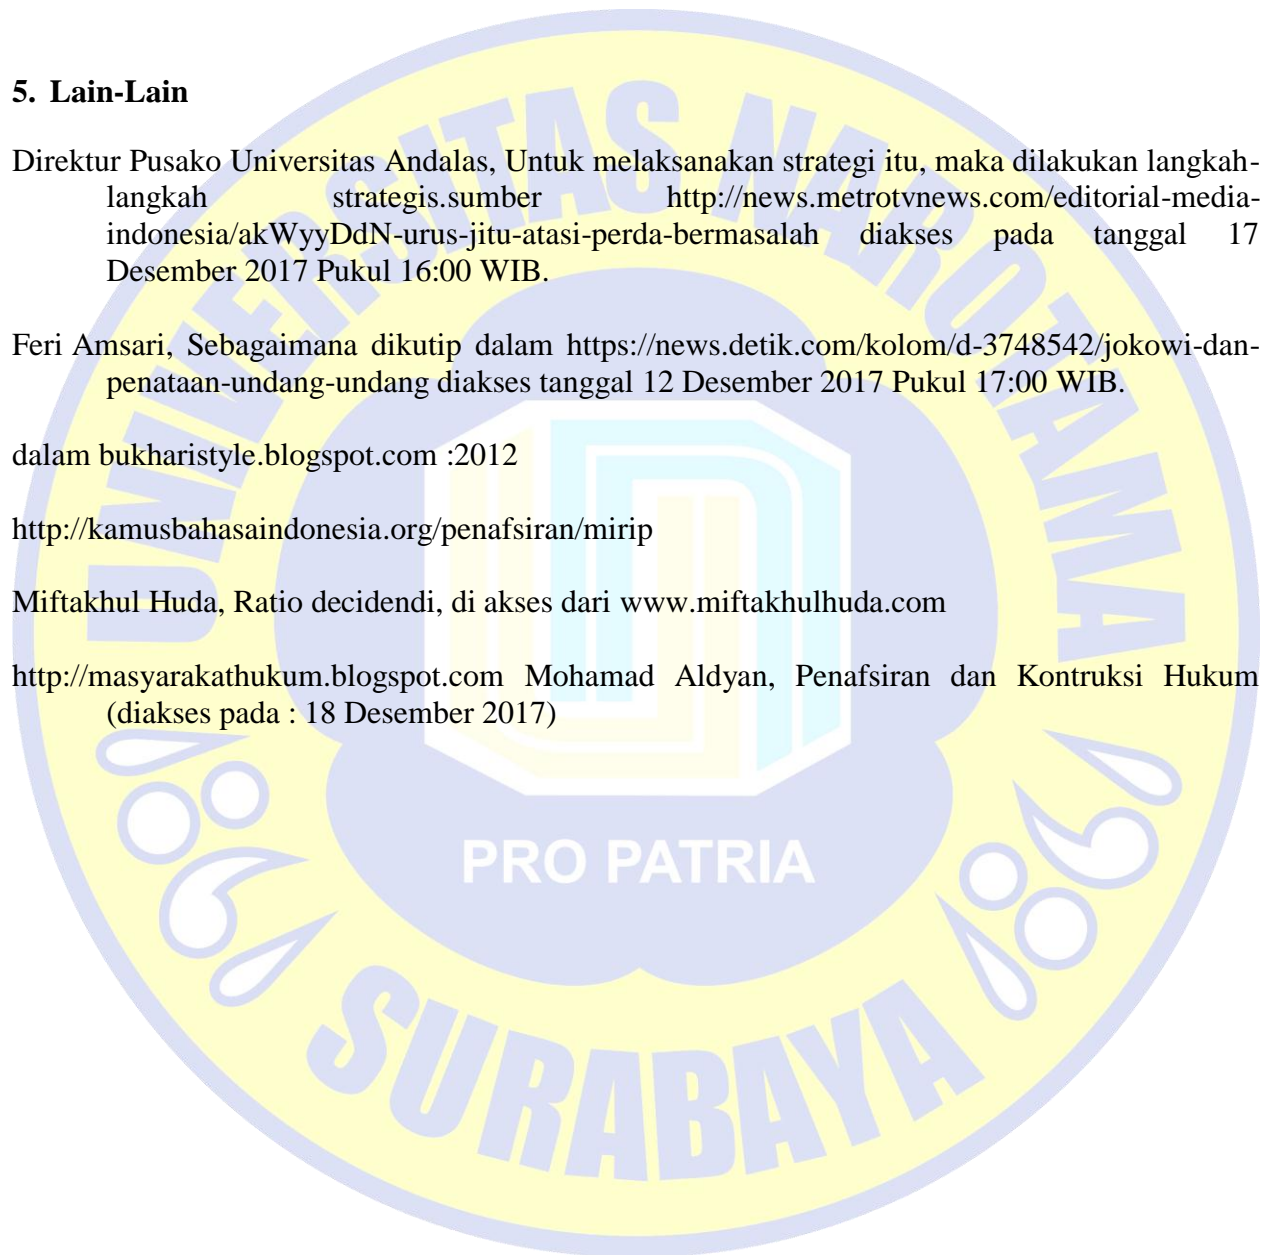 5. Lain-Lain
Direktur Pusako Universitas Andalas, Untuk melaksanakan strategi itu, maka dilakukan langkah-
langkah strategis.sumber http://news.metrotvnews.com/editorial-media-
indonesia/akWyyDdN-urus-jitu-atasi-perda-bermasalah diakses pada tanggal 17
Desember 2017 Pukul 16:00 WIB.
Feri Amsari, Sebagaimana dikutip dalam https://news.detik.com/kolom/d-3748542/jokowi-dan-
penataan-undang-undang diakses tanggal 12 Desember 2017 Pukul 17:00 WIB.
dalam bukharistyle.blogspot.com :2012
http://kamusbahasaindonesia.org/penafsiran/mirip
Miftakhul Huda, Ratio decidendi, di akses dari www.miftakhulhuda.com
http://masyarakathukum.blogspot.com Mohamad Aldyan, Penafsiran dan Kontruksi Hukum
(diakses pada : 18 Desember 2017)
UNIVERSITAS NAROTAMA
PRO PATRIA
SURABAYA